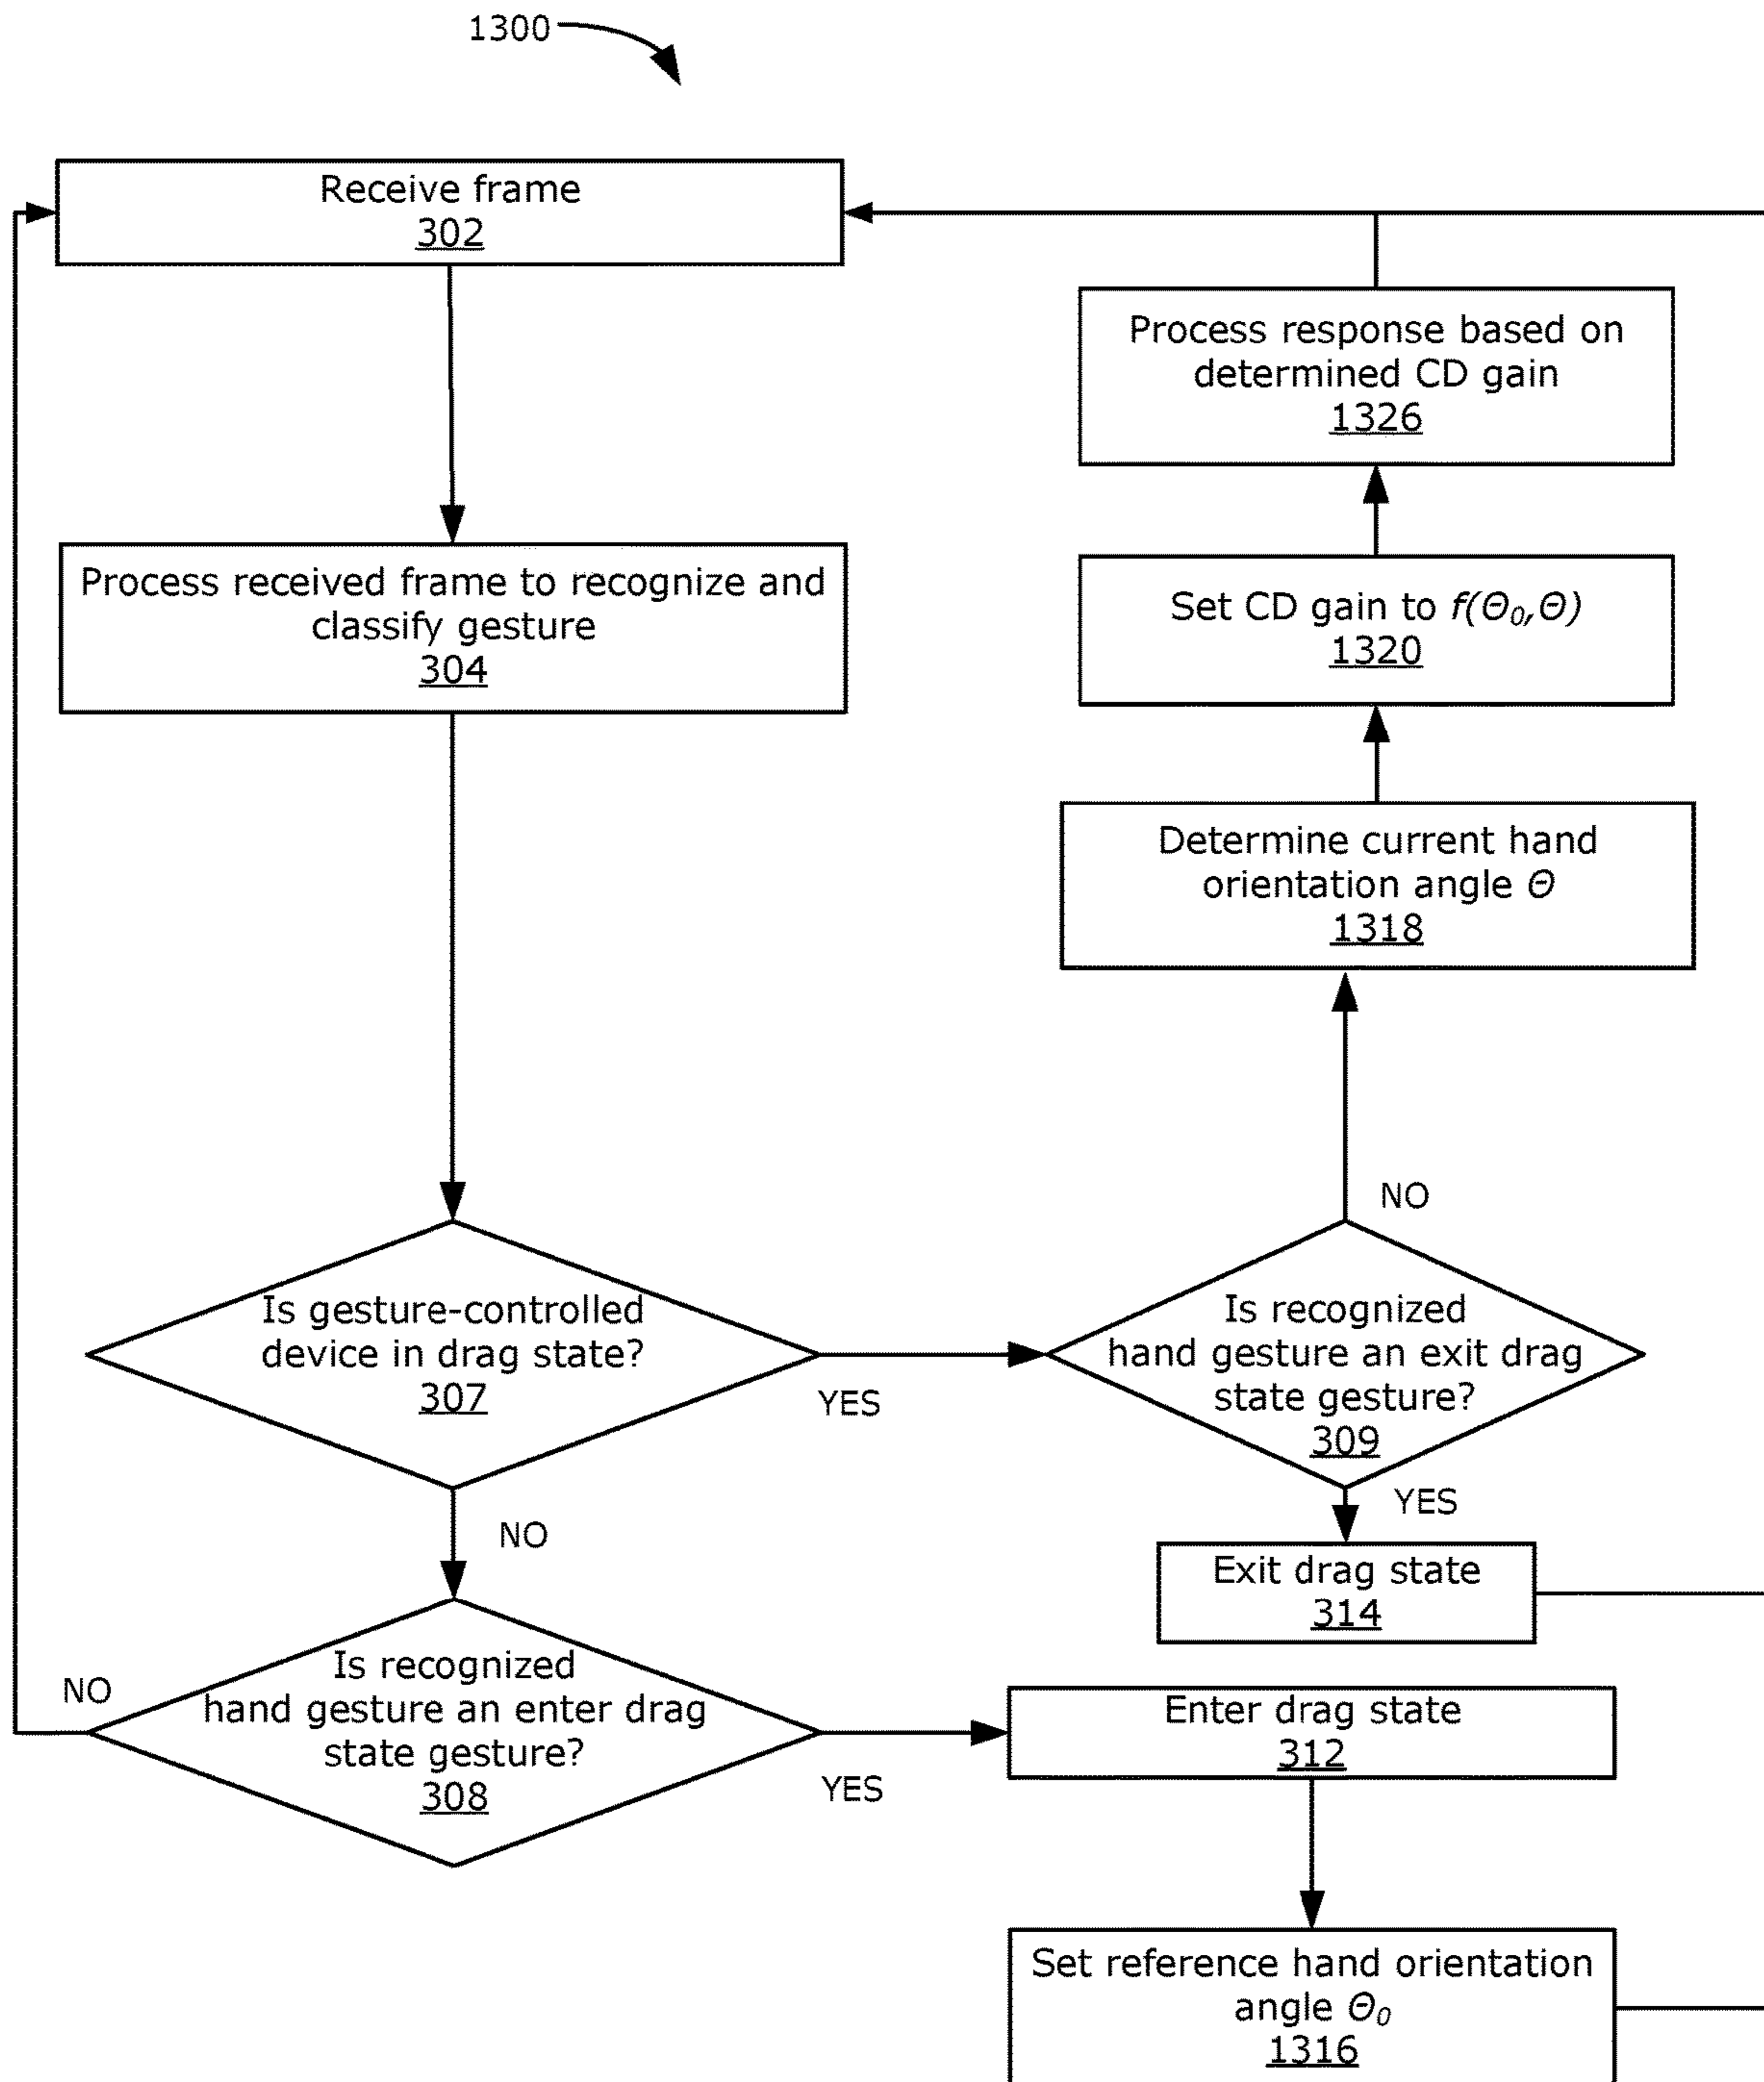 1300
Receive frame
302
Process response based on
determined CD gain
1326
Process received frame to recognize and
classify gesture
304
Set CD gain to f(Θ₀,Θ)
1320
Determine current hand
orientation angle Θ
1318
NO
Is gesture-controlled
device in drag state?
307
YES
Is recognized
hand gesture an exit drag
state gesture?
309
YES
NO
Exit drag state
314
NO
Is recognized
hand gesture an enter drag
state gesture?
308
YES
Enter drag state
312
Set reference hand orientation
angle Θ₀
1316